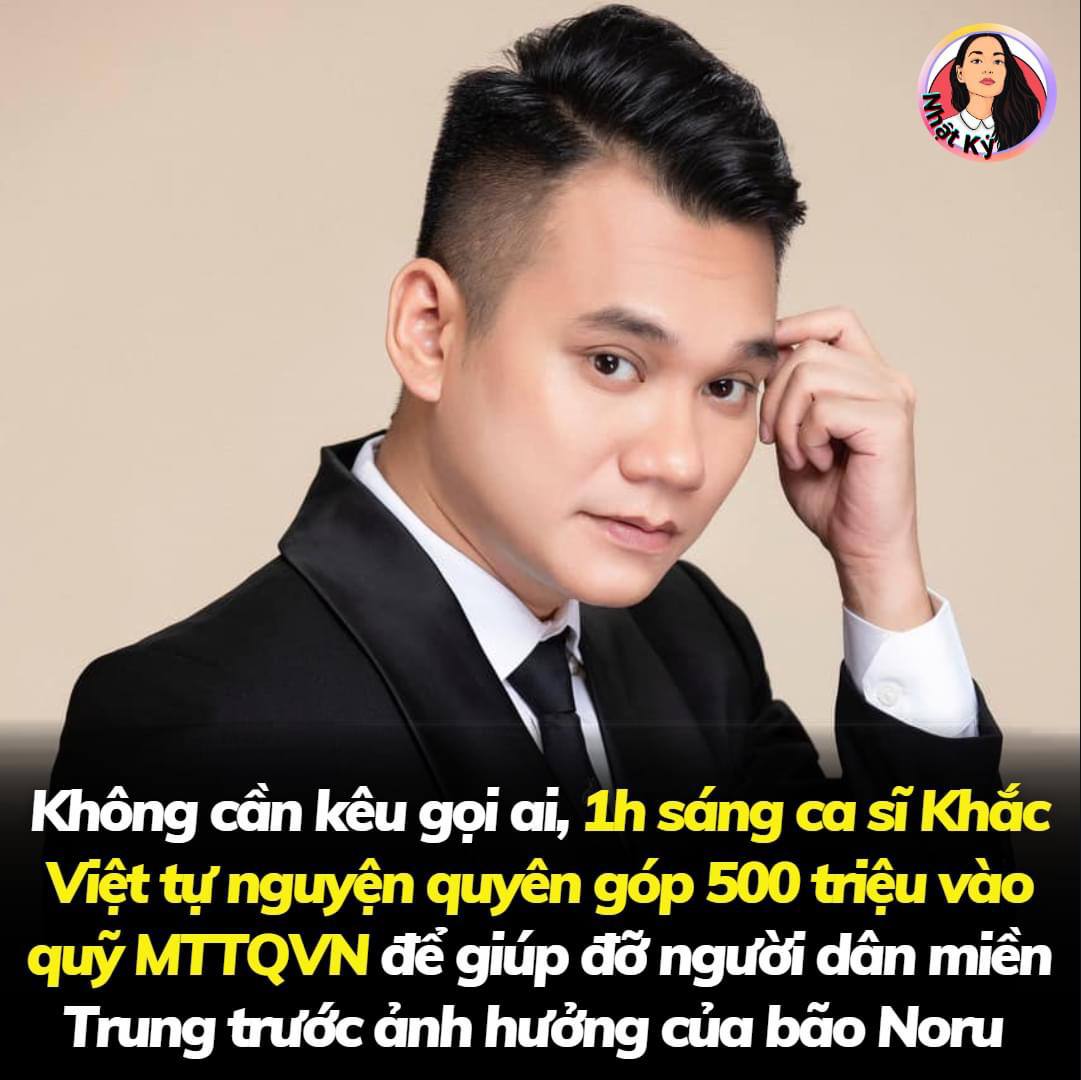 Nhật Ký
Không cần kêu gọi ai, 1h sáng ca sĩ Khắc
Việt tự nguyện quyên góp 500 triệu vào
quỹ MTTQVN để giúp đỡ người dân miền
Trung trước ảnh hưởng của bão Noru